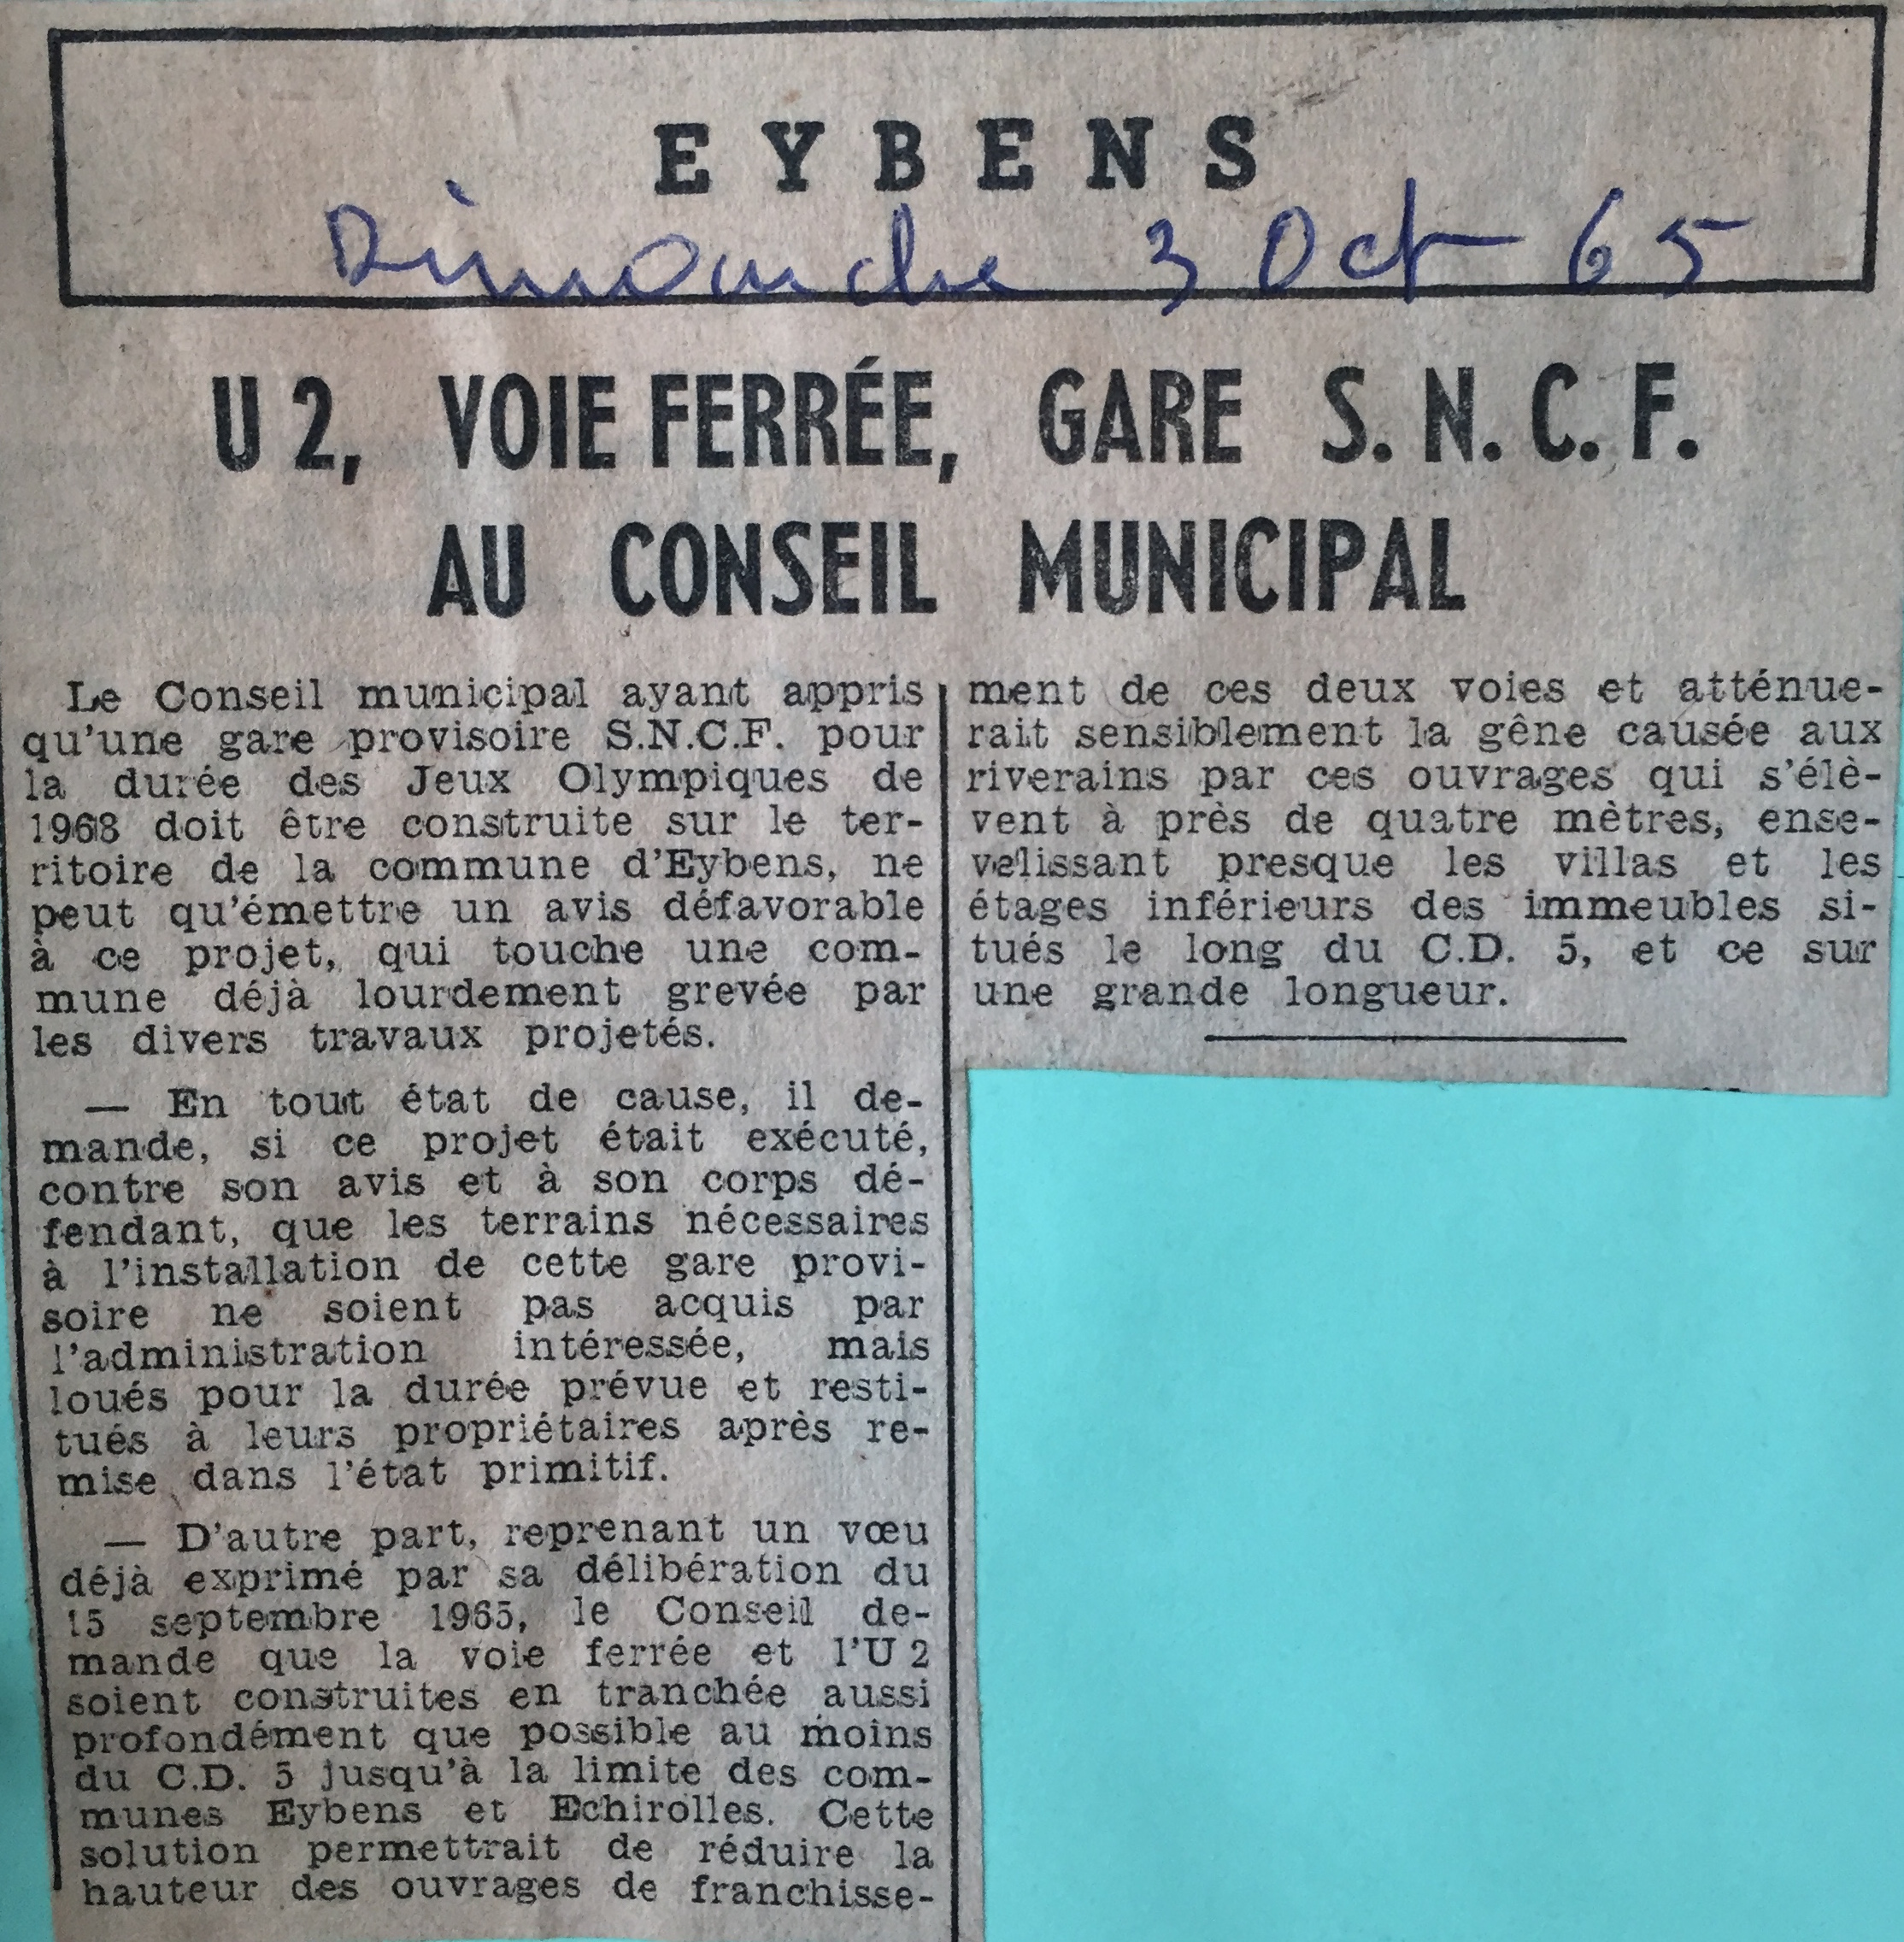 EYBENS
Dimanche 3 Oct 65
U 2, VOIE FERRÉE, GARE S. N. C. F.
AU CONSEIL MUNICIPAL
Le Conseil municipal ayant appris
qu'une gare provisoire S.N.C.F. pour
la durée des Jeux Olympiques de
1968 doit être construite sur le ter-
ritoire de la commune d'Eybens, ne
peut qu'émettre un avis défavorable
à ce projet, qui touche une com-
mune déjà lourdement grevée par
les divers travaux projetés.
— En tout état de cause, il de-
mande, si ce projet était exécuté,
contre son avis et à son corps dé-
fendant, que les terrains nécessaires
à l'installation de cette gare provi-
soire ne soient pas acquis par
l'administration intéressée, mais
loués pour la durée prévue et resti-
tués à leurs propriétaires après re-
mise dans l'état primitif.
— D'autre part, reprenant un vœu
déjà exprimé par sa délibération du
15 septembre 1965, le Conseil de-
mande que la voie ferrée et l'U 2
soient construites en tranchée aussi
profondément que possible au moins
du C.D. 5 jusqu'à la limite des com-
munes Eybens et Echirolles. Cette
solution permettrait de réduire la
hauteur des ouvrages de franchisse-
ment de ces deux voies et atténue-
rait sensiblement la gêne causée aux
riverains par ces ouvrages qui s'élè-
vent à près de quatre mètres, ense-
velissant presque les villas et les
étages inférieurs des immeubles si-
tués le long du C.D. 5, et ce sur
une grande longueur.